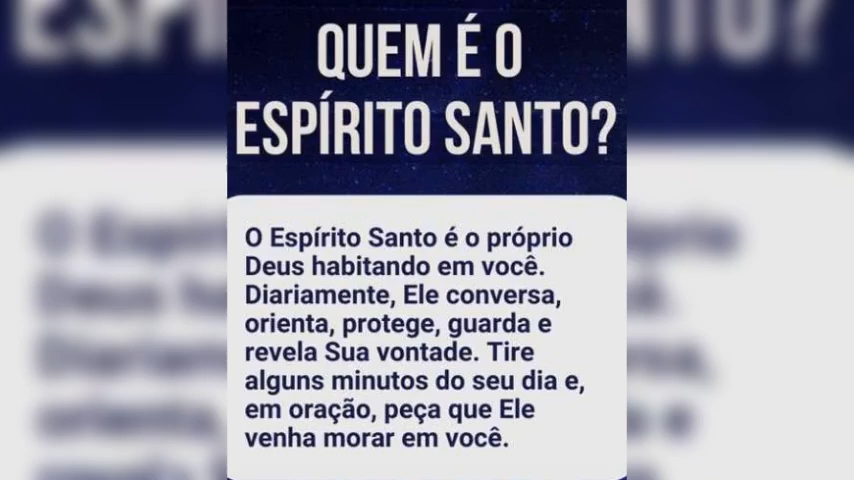 QUEM É O
ESPÍRITO SANTO?
O Espírito Santo é o próprio
Deus habitando em você.
Diariamente, Ele conversa,
orienta, protege, guarda e
revela Sua vontade. Tire
alguns minutos do seu dia e,
em oração, peça que Ele
venha morar em você.